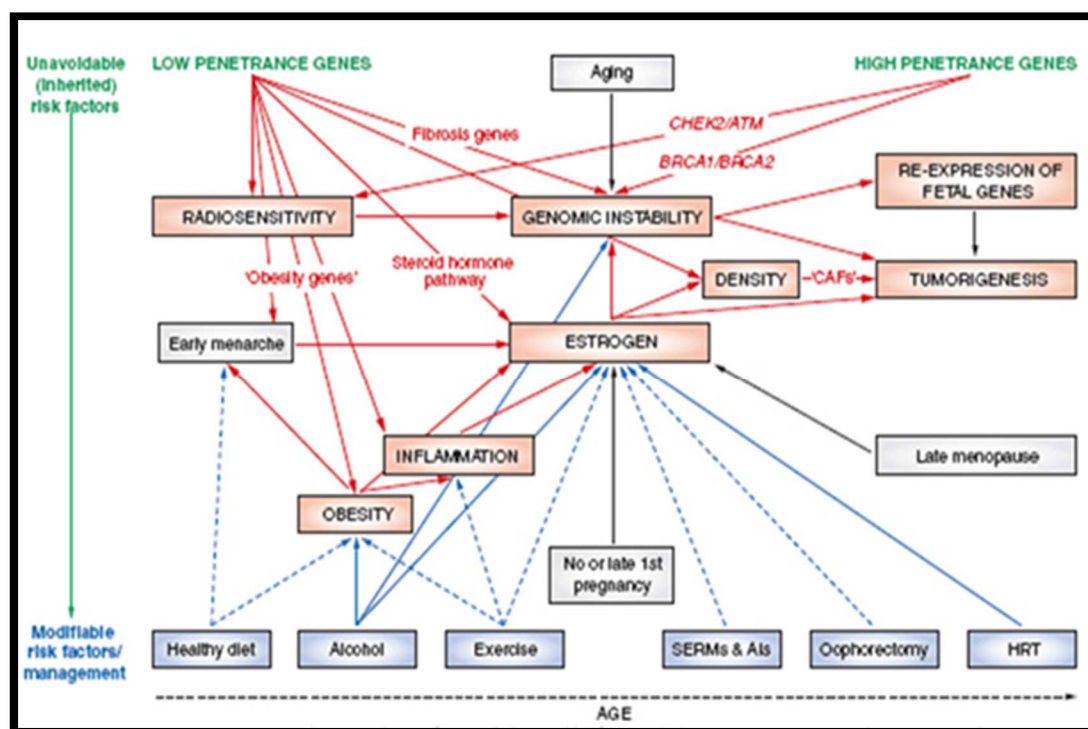 Unavoidable
(Inherited)
risk factors
LOW PENETRANCE GENES
Aging
HIGH PENETRANCE GENES
Fibrosis genes
CHEK2/ATM
BRCA1/BRCA2
RE-EXPRESSION OF
FETAL GENES
RADIOSENSITIVITY
GENOMIC INSTABILITY
'Obesity genes'
Steroid hormone
pathway
DENSITY
'CAFs'
TUMORIGENESIS
Early menarche
ESTROGEN
INFLAMMATION
Late menopause
OBESITY
No or late 1st
pregnancy
Modifiable
risk factors/
management
Healthy diet
Alcohol
Exercise
SERMs & AIs
Oophorectomy
HRT
AGE